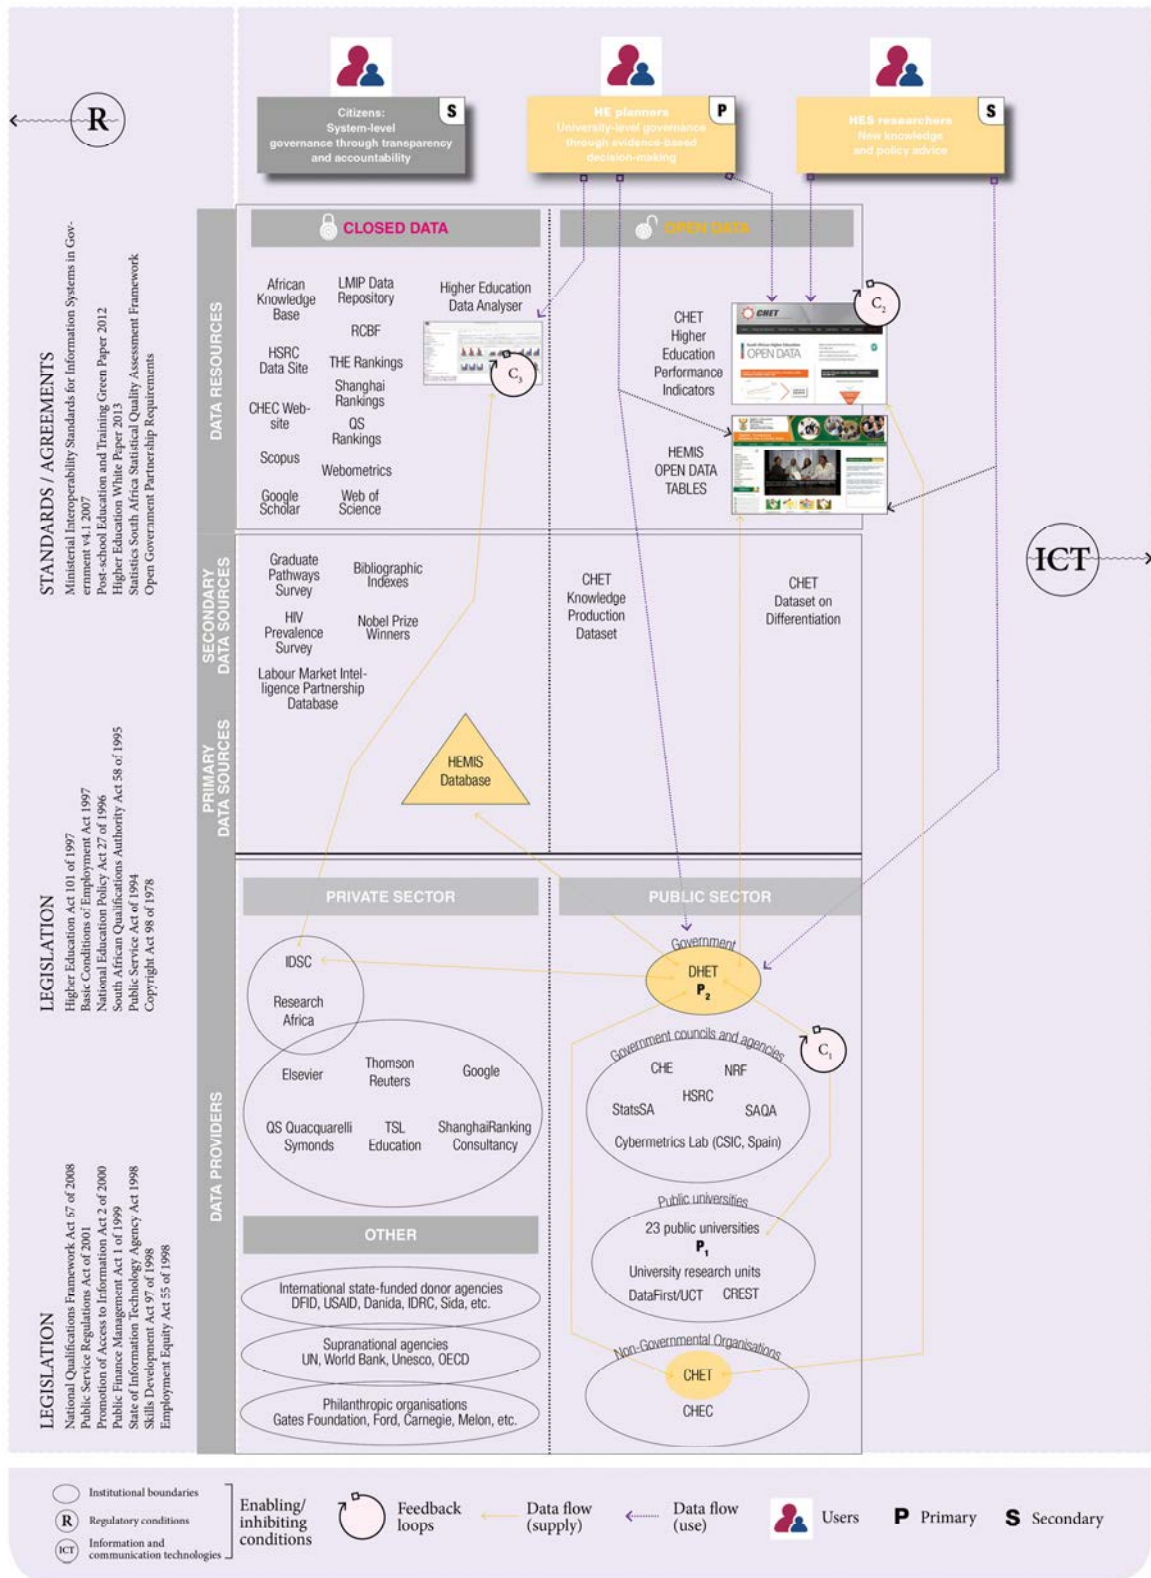 R
Citizens:
System-level
governance through transparency
and accountability
S
HE planners
University-level governance
through evidence-based
decision-making
P
HES researchers
New knowledge
and policy advice
S
STANDARDS / AGREEMENTS
Ministerial Interoperability Standards for Information Systems in Gov-
ernment v4.1 2007
Post-school Education and Training Green Paper 2012
Higher Education White Paper 2013
Statistics South Africa Statistical Quality Assessment Framework
Open Government Partnership Requirements
LEGISLATION
Higher Education Act 101 of 1997
Basic Conditions of Employment Act 1997
National Education Policy Act 27 of 1996
South African Qualifications Authority Act 58 of 1995
Public Service Act of 1994
Copyright Act 98 of 1978
LEGISLATION
National Qualifications Framework Act 67 of 2008
Public Service Regulations Act of 2001
Promotion of Access to Information Act 2 of 2000
Public Finance Management Act 1 of 1999
State of Information Technology Agency Act 1998
Skills Development Act 97 of 1998
Employment Equity Act 55 of 1998
DATA RESOURCES
CLOSED DATA
African
Knowledge
Base
LMIP Data
Repository
Higher Education
Data Analyser
RCBF
HSRC
Data Site
THE Rankings
C3
Shanghai
Rankings
CHEC Web-
site
QS
Rankings
Scopus
Webometrics
Google
Scholar
Web of
Science
OPEN DATA
C2
CHET
Higher
Education
Performance
Indicators
CHET
South African Higher Education
OPEN DATA
HEMIS
OPEN DATA
TABLES
ICT
SECONDARY
DATA SOURCES
Graduate
Pathways
Survey
Bibliographic
Indexes
HIV
Prevalence
Survey
Nobel Prize
Winners
Labour Market Intel-
ligence Partnership
Database
CHET
Knowledge
Production
Dataset
CHET
Dataset on
Differentiation
PRIMARY
DATA SOURCES
HEMIS
Database
DATA PROVIDERS
PRIVATE SECTOR
IDSC
Research
Africa
Elsevier
Thomson
Reuters
Google
QS Quacquarelli
Symonds
TSL
Education
ShanghaiRanking
Consultancy
OTHER
International state-funded donor agencies
DFID, USAID, Danida, IDRC, Sida, etc.
Supranational agencies
UN, World Bank, Unesco, OECD
Philanthropic organisations
Gates Foundation, Ford, Carnegie, Melon, etc.
PUBLIC SECTOR
Government
DHET
P2
C1
Government councils and agencies
CHE
NRF
HSRC
StatsSA
SAQA
Cybermetrics Lab (CSIC, Spain)
Public universities
23 public universities
P1
University research units
DataFirst/UCT
CREST
Non-Governmental Organisations
CHET
CHEC
Institutional boundaries
R
Regulatory conditions
ICT
Information and
communication technologies
Enabling/
inhibiting
conditions
Feedback
loops
Data flow
(supply)
Data flow
(use)
Users
P Primary
S Secondary